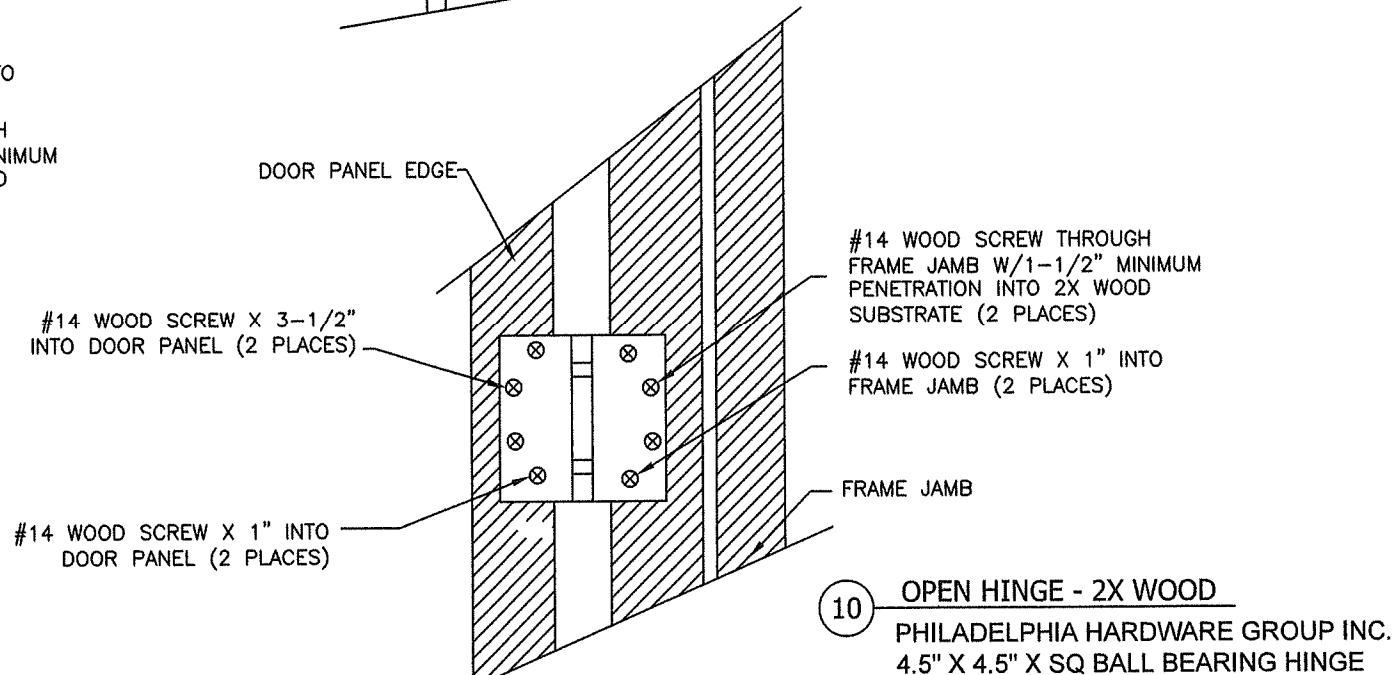 TO
H
NIMUM
D
DOOR PANEL EDGE
#14 WOOD SCREW X 3-1/2"
INTO DOOR PANEL (2 PLACES)
#14 WOOD SCREW X 1" INTO
DOOR PANEL (2 PLACES)
#14 WOOD SCREW THROUGH
FRAME JAMB W/1-1/2" MINIMUM
PENETRATION INTO 2X WOOD
SUBSTRATE (2 PLACES)
#14 WOOD SCREW X 1" INTO
FRAME JAMB (2 PLACES)
FRAME JAMB
10 OPEN HINGE - 2X WOOD
PHILADELPHIA HARDWARE GROUP INC.
4.5" X 4.5" X SQ BALL BEARING HINGE